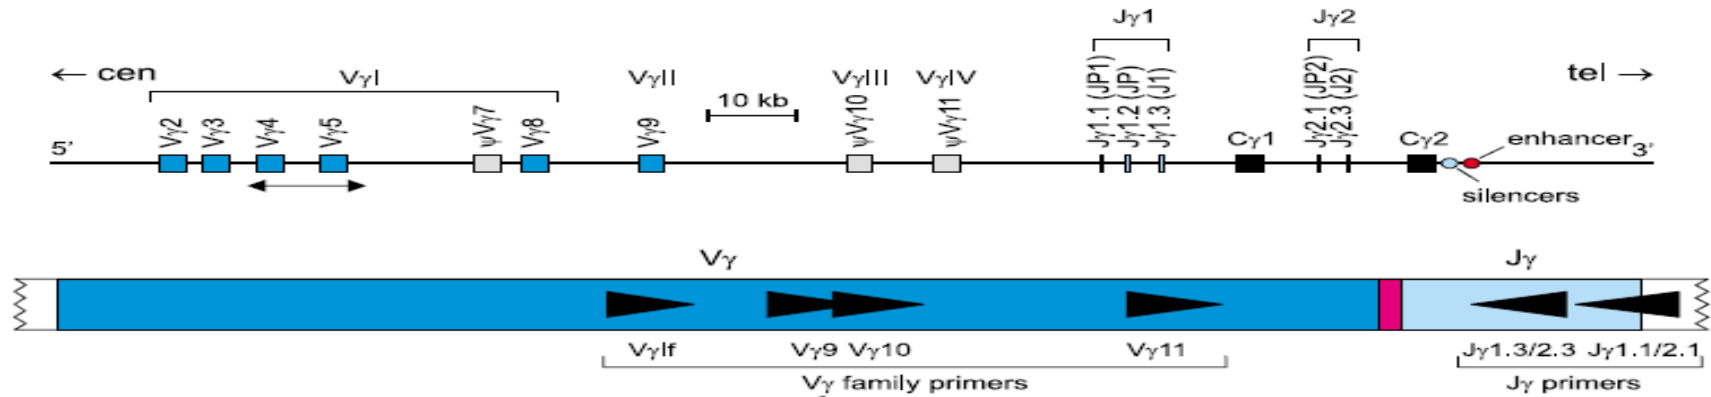 Jγ1 Jγ2
← cen VγI VγII 10 kb VγIII VγIV tel →
Vγ2 Vγ3 Vγ4 Vγ5 ψVγ7 Vγ8 Vγ9 ψVγ10 ψVγ11 Jγ1.1 (JP1) Jγ1.2 (JP) Jγ1.3 (J1) Cγ1 Jγ2.1 (JP2) Jγ2.3 (J2) Cγ2 enhancer
5’ 3’
silencers
Vγ Jγ
VγIf Vγ9 Vγ10 Vγ11 Jγ1.3/2.3 Jγ1.1/2.1
Vγ family primers Jγ primers